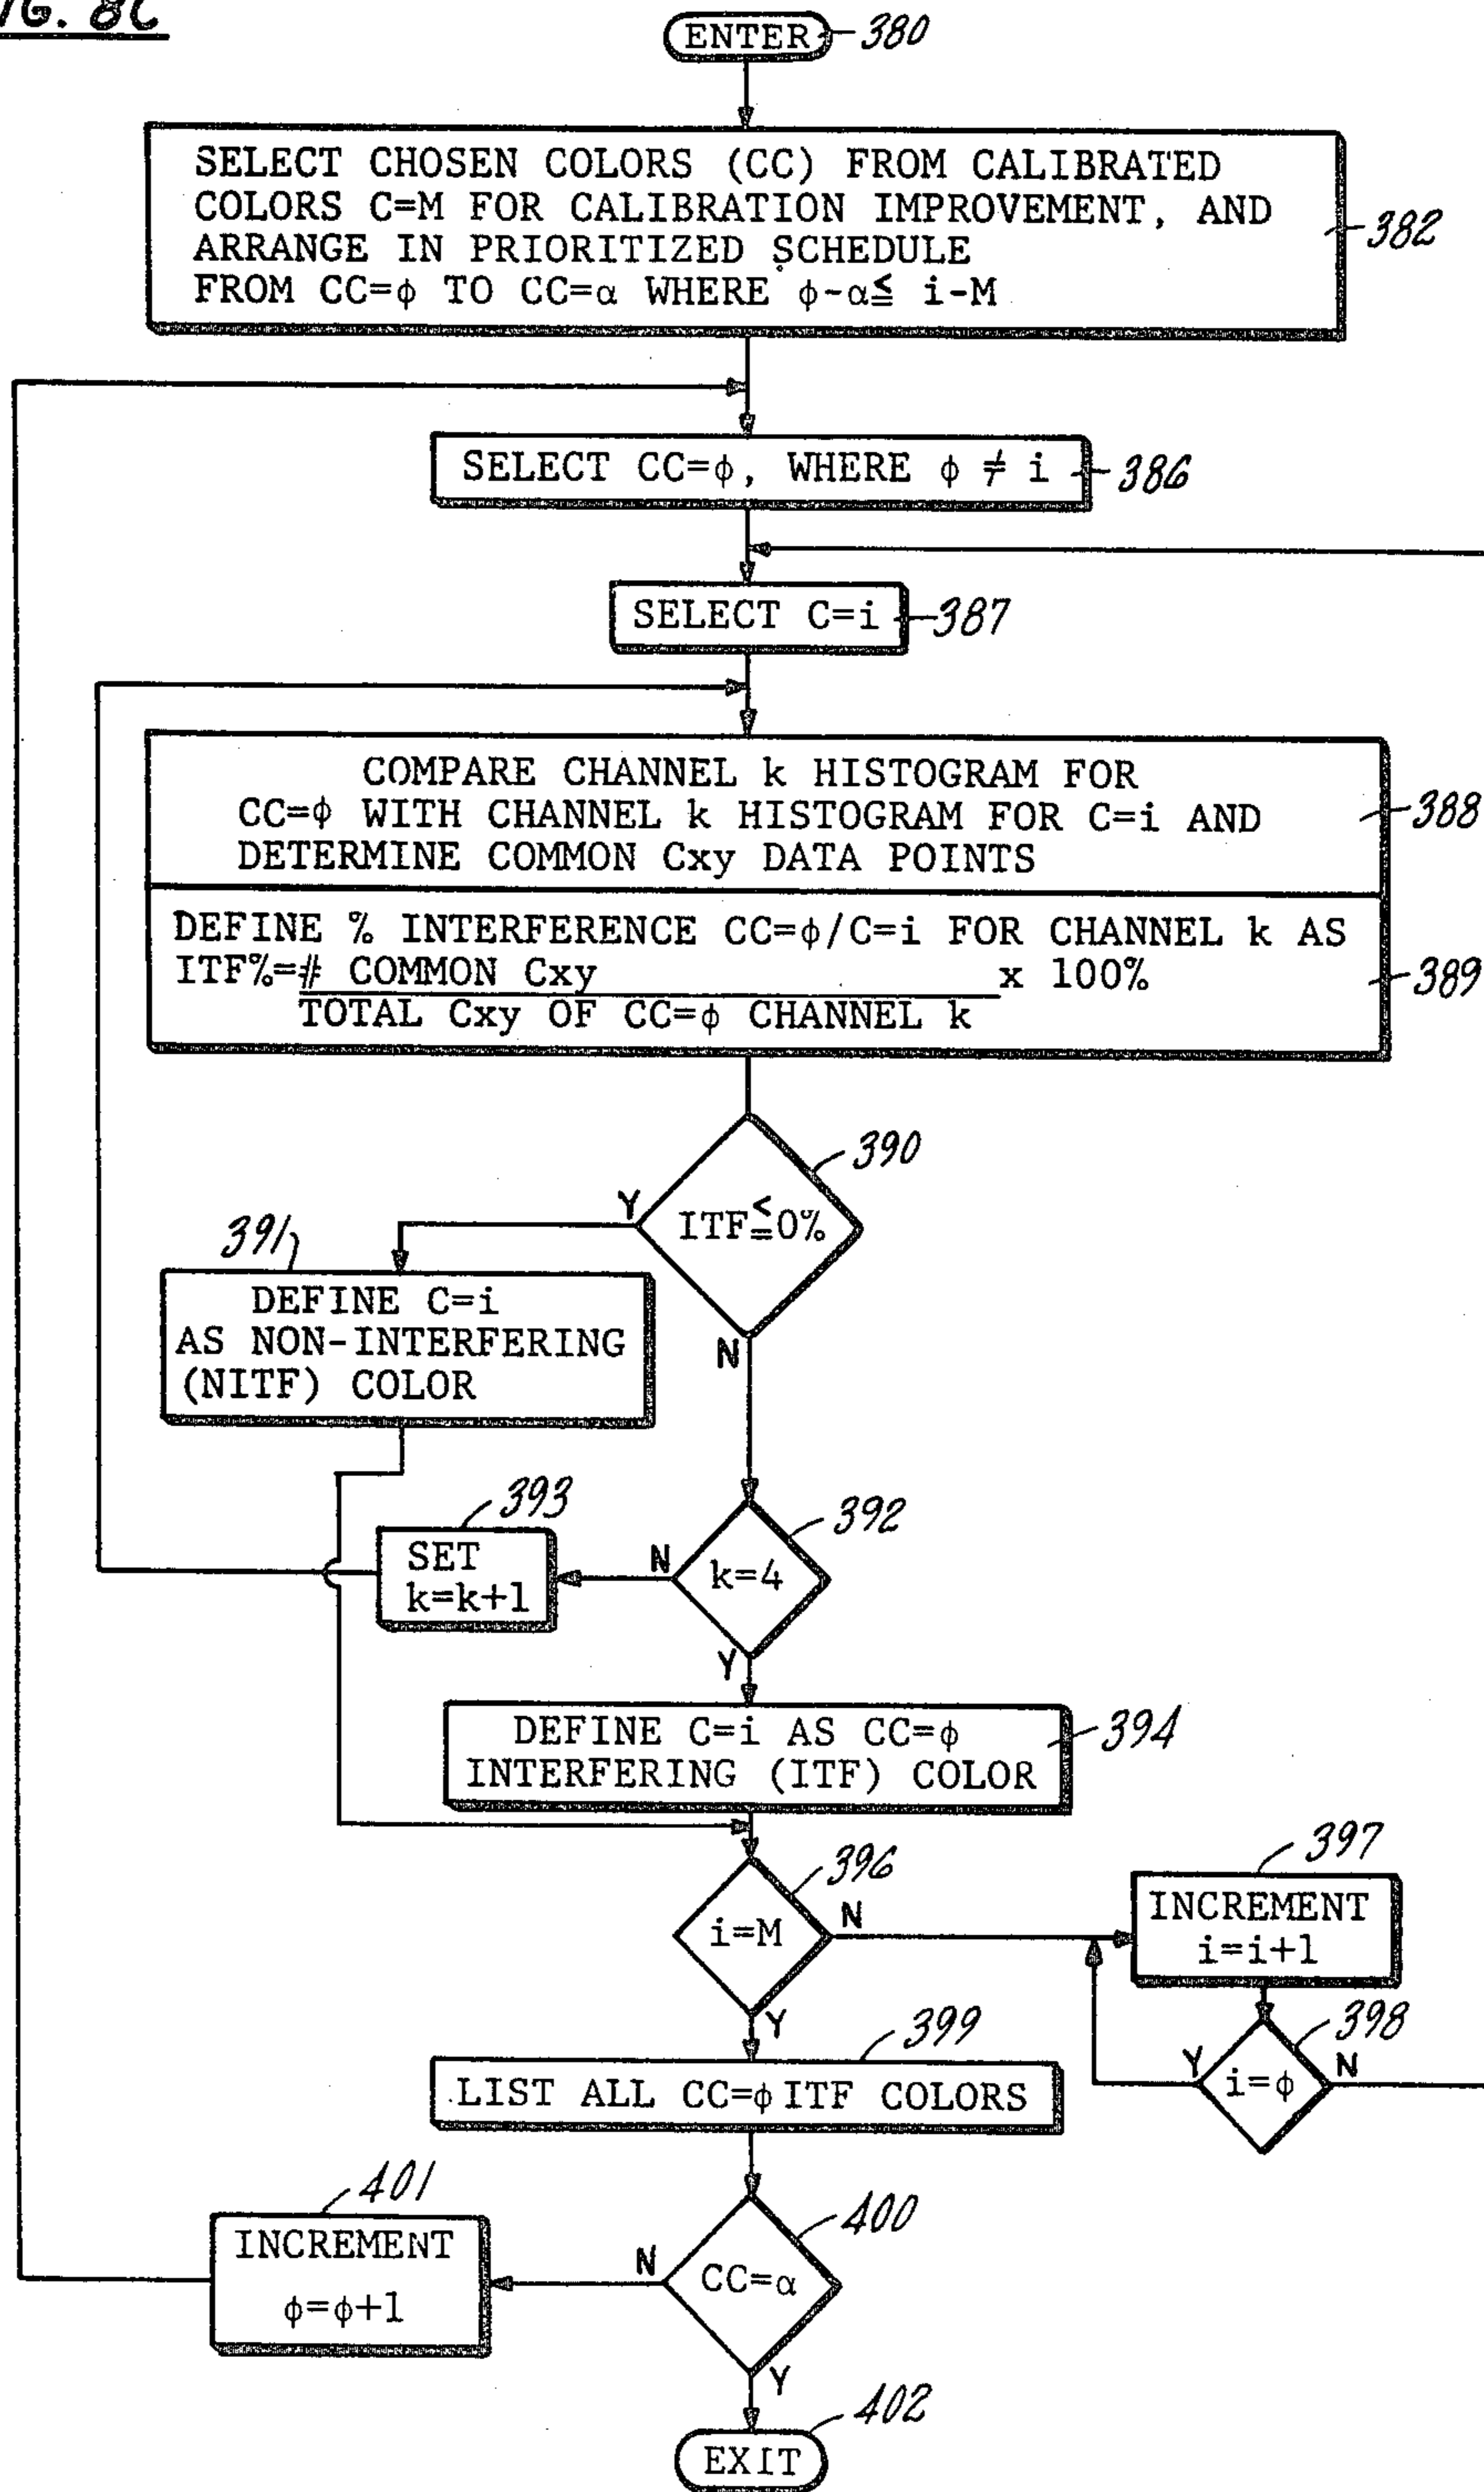 FIG. 8C
ENTER 380
SELECT CHOSEN COLORS (CC) FROM CALIBRATED
COLORS C=M FOR CALIBRATION IMPROVEMENT, AND
ARRANGE IN PRIORITIZED SCHEDULE
FROM CC=ϕ TO CC=α WHERE ϕ-α≦ i-M
382
SELECT CC=ϕ, WHERE ϕ ≠ i 386
SELECT C=i 387
COMPARE CHANNEL k HISTOGRAM FOR
CC=ϕ WITH CHANNEL k HISTOGRAM FOR C=i AND
DETERMINE COMMON Cxy DATA POINTS
388
DEFINE % INTERFERENCE CC=ϕ/C=i FOR CHANNEL k AS
ITF%=# COMMON Cxy x 100%
TOTAL Cxy OF CC=ϕ CHANNEL k
389
390
ITF≦0%
Y
N
391
DEFINE C=i
AS NON-INTERFERING
(NITF) COLOR
392
k=4
N
Y
393
SET
k=k+1
DEFINE C=i AS CC=ϕ
INTERFERING (ITF) COLOR
394
396
i=M
N
Y
397
INCREMENT
i=i+1
398
i=ϕ
Y
N
399
LIST ALL CC=ϕ ITF COLORS
400
CC=α
N
Y
401
INCREMENT
ϕ=ϕ+1
402
EXIT